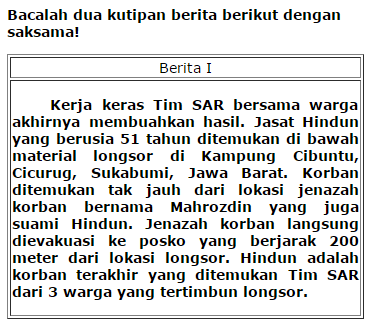 Bacalah dua kutipan berita berikut dengan
saksama!
Berita I
Kerja keras Tim SAR bersama warga
akhirnya membuahkan hasil. Jasat Hindun
yang berusia 51 tahun ditemukan di bawah
material longsor di Kampung Cibuntu,
Cicurug, Sukabumi, Jawa Barat. Korban
ditemukan tak jauh dari lokasi jenazah
korban bernama Mahrozdin yang juga
suami Hindun. Jenazah korban langsung
dievakuasi ke posko yang berjarak 200
meter dari lokasi longsor. Hindun adalah
korban terakhir yang ditemukan Tim SAR
dari 3 warga yang tertimbun longsor.